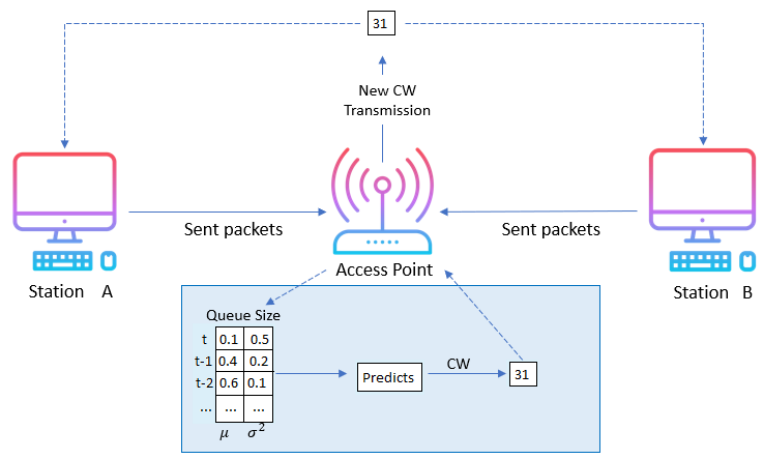 31
New CW
Transmission
Sent packets
Sent packets
Access Point
Station A
Station B
Queue Size
t 0.1 0.5
t-1 0.4 0.2
t-2 0.6 0.1
... ... ...
μ σ²
Predicts
CW
31